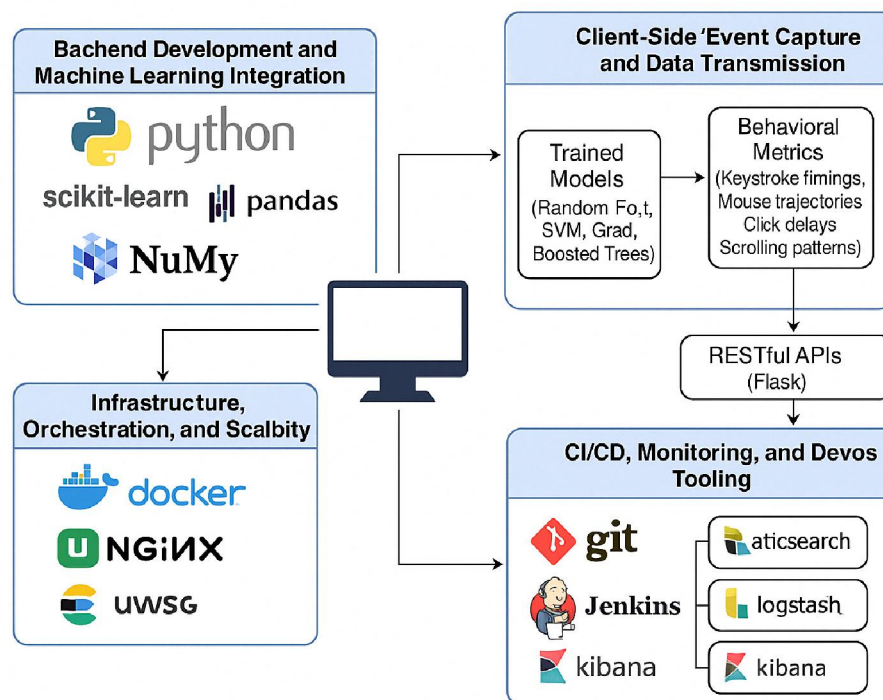 Bachend Development and
Machine Learning Integration
python
scikit-learn
pandas
NuMy
Client-Side 'Event Capture
and Data Transmission
Trained
Models
(Random Fo,t,
SVM, Grad,
Boosted Trees)
Behavioral
Metrics
(Keystroke fimings,
Mouse trajectories
Click delays
Scrolling patterns)
RESTful APIs
(Flask)
Infrastructure,
Orchestration, and Scalbity
docker
U NGiNX
UWSG
CI/CD, Monitoring, and Devos
Tooling
git
Jenkins
kibana
aticsearch
logstash
kibana